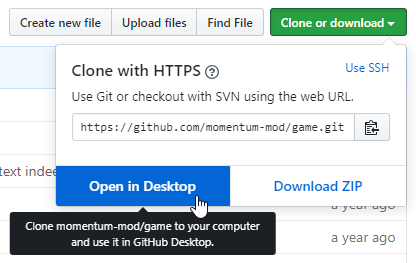 Create new file Upload files Find File Clone or download
Clone with HTTPS Use SSH
Use Git or checkout with SVN using the web URL.
https://github.com/momentum-mod/game.git
text indee
Open in Desktop Download ZIP
a year ago
Clone momentum-mod/game to your computer
and use it in GitHub Desktop.
a year ago